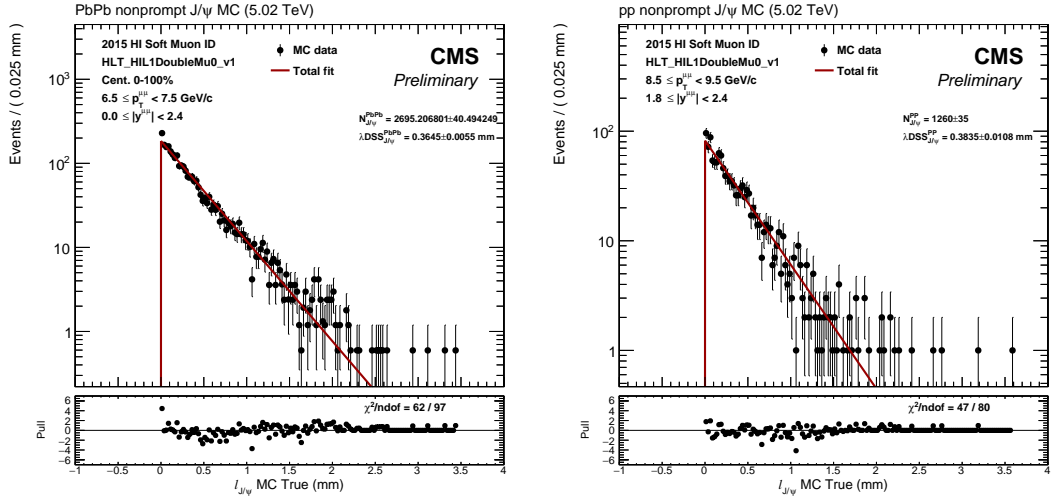 PbPb nonprompt J/ψ MC (5.02 TeV)
Events / ( 0.025 mm)
10³
10²
10
1
2015 HI Soft Muon ID
HLT_HIL1DoubleMu0_v1
Cent. 0-100%
6.5 ≤ p_T^μμ < 7.5 GeV/c
0.0 ≤ |y^μμ| < 2.4
MC data
Total fit
CMS
Preliminary
N_J/ψ^PbPb = 2695.206801±40.494249
λDSS_J/ψ^PbPb = 0.3645±0.0055 mm
Pull
6
4
2
0
−2
−4
−6
χ²/ndof = 62 / 97
−1 −0.5 0 0.5 1 1.5 2 2.5 3 3.5 4
l_J/ψ MC True (mm)
pp nonprompt J/ψ MC (5.02 TeV)
Events / ( 0.025 mm)
10²
10
1
2015 HI Soft Muon ID
HLT_HIL1DoubleMu0_v1
8.5 ≤ p_T^μμ < 9.5 GeV/c
1.8 ≤ |y^μμ| < 2.4
MC data
Total fit
CMS
Preliminary
N_J/ψ^PP = 1260±35
λDSS_J/ψ^PP = 0.3835±0.0108 mm
Pull
6
4
2
0
−2
−4
−6
χ²/ndof = 47 / 80
−1 −0.5 0 0.5 1 1.5 2 2.5 3 3.5 4
l_J/ψ MC True (mm)